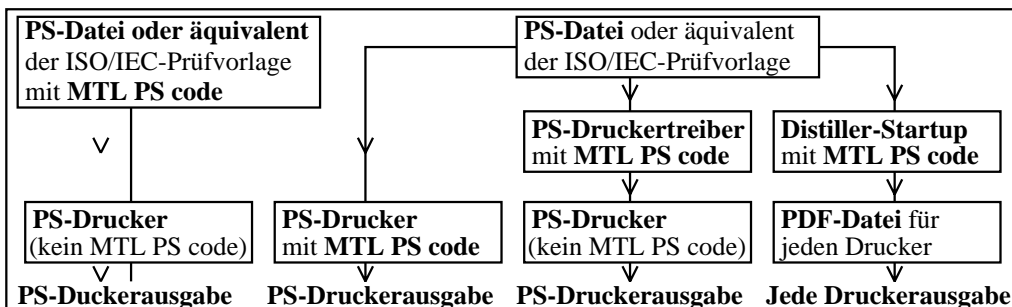 PS-Datei oder äquivalent
der ISO/IEC-Prüfvorlage
mit MTL PS code
PS-Datei oder äquivalent
der ISO/IEC-Prüfvorlage
PS-Druckertreiber
mit MTL PS code
Distiller-Startup
mit MTL PS code
PS-Drucker
(kein MTL PS code)
PS-Drucker
mit MTL PS code
PS-Drucker
(kein MTL PS code)
PDF-Datei für
jeden Drucker
PS-Duckerausgabe
PS-Druckerausgabe
PS-Druckerausgabe
Jede Druckerausgabe